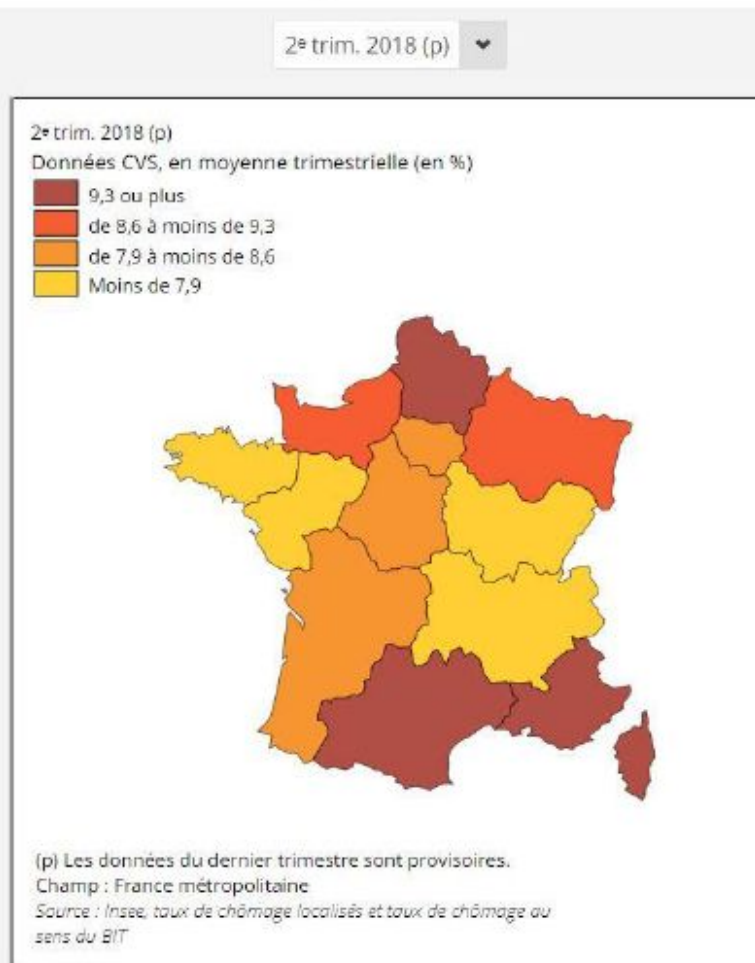 2e trim. 2018 (p)
2e trim. 2018 (p)
Données CVS, en moyenne trimestrielle (en %)
9,3 ou plus
de 8,6 à moins de 9,3
de 7,9 à moins de 8,6
Moins de 7,9
(p) Les données du dernier trimestre sont provisoires.
Champ : France métropolitaine
Source : Insee, taux de chômage localisés et taux de chômage au
sens du BIT